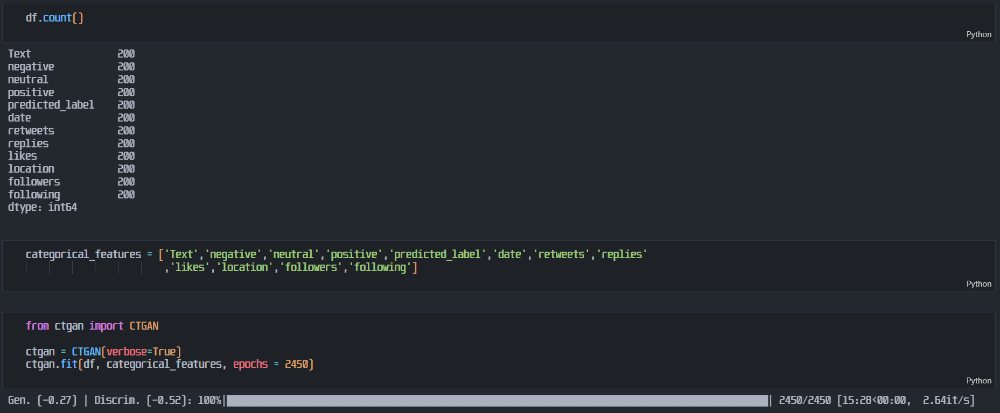 df.count()
Python
Text 200
negative 200
neutral 200
positive 200
predicted_label 200
date 200
retweets 200
replies 200
likes 200
location 200
followers 200
following 200
dtype: int64
categorical_features = ['Text','negative','neutral','positive','predicted_label','date','retweets','replies'
,'likes','location','followers','following']
Python
from ctgan import CTGAN
ctgan = CTGAN(verbose=True)
ctgan.fit(df, categorical_features, epochs = 2450)
Python
Gen. (-0.27) | Discrim. (-0.52): 100%|██████████| 2450/2450 [15:28<00:00, 2.64it/s]